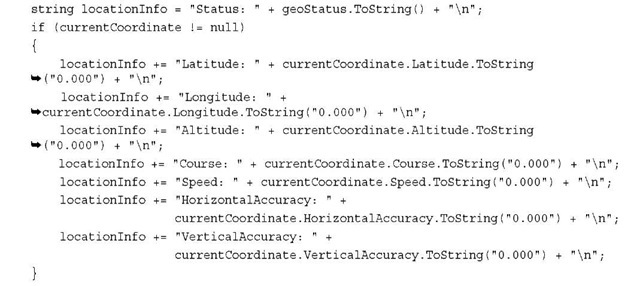 string locationInfo = "Status: " + geoStatus.ToString() + "\n";
if (currentCoordinate != null)
{
locationInfo += "Latitude: " + currentCoordinate.Latitude.ToString
➥("0.000") + "\n";
locationInfo += "Longitude: " +
➥currentCoordinate.Longitude.ToString("0.000") + "\n";
locationInfo += "Altitude: " + currentCoordinate.Altitude.ToString
➥("0.000") + "\n";
locationInfo += "Course: " + currentCoordinate.Course.ToString("0.000") + "\n";
locationInfo += "Speed: " + currentCoordinate.Speed.ToString("0.000") + "\n";
locationInfo += "HorizontalAccuracy: " +
currentCoordinate.HorizontalAccuracy.ToString("0.000") + "\n";
locationInfo += "VerticalAccuracy: " +
currentCoordinate.VerticalAccuracy.ToString("0.000") + "\n";
}